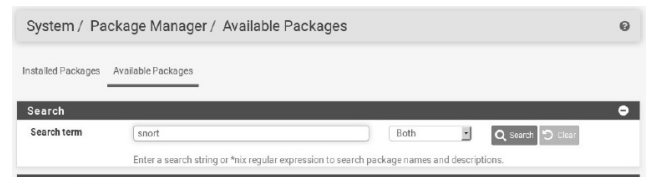 System / Package Manager / Available Packages
Installed Packages Available Packages
Search
Search term snort Both Search Clear
Enter a search string or *nix regular expression to search package names and descriptions.